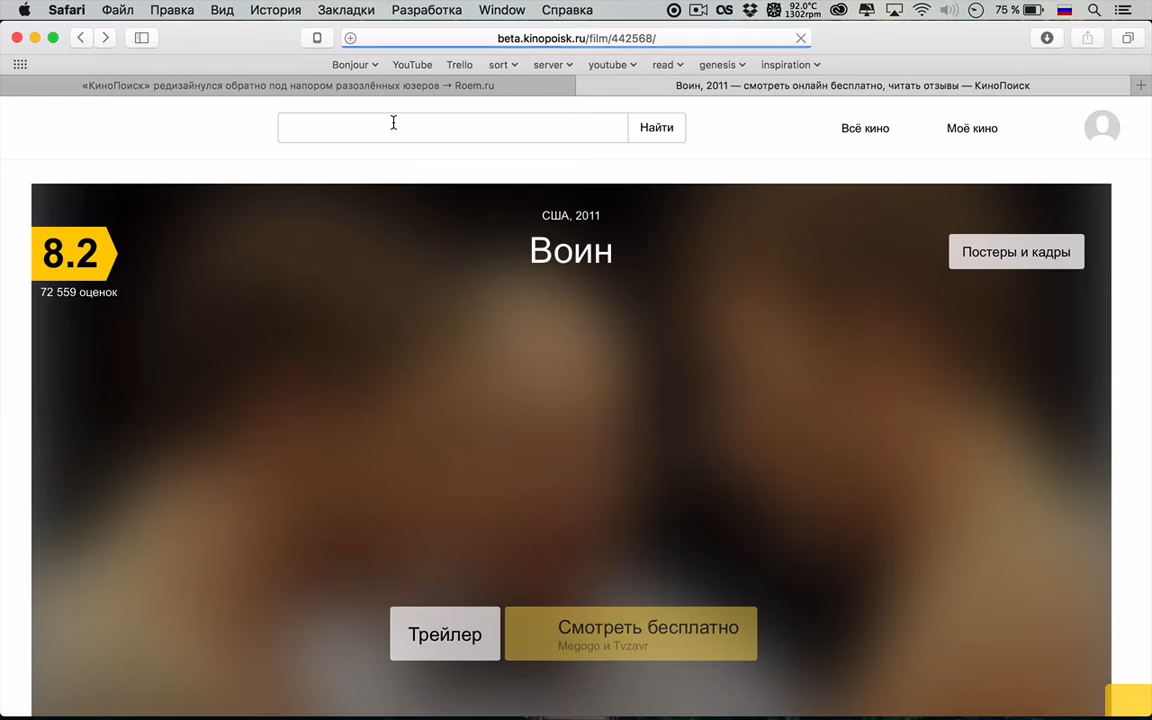 Safari Файл Правка Вид История Закладки Разработка Window Справка
92.0°C
1302rpm
75 %
beta.kinopoisk.ru/film/442568/
Bonjour YouTube Trello sort server youtube read genesis inspiration
«КиноПоиск» редизайнулся обратно под напором разозлённых юзеров → Roem.ru
Воин, 2011 — смотреть онлайн бесплатно, читать отзывы — КиноПоиск
Найти
Всё кино
Моё кино
США, 2011
Воин
8.2
72 559 оценок
Постеры и кадры
Трейлер
Смотреть бесплатно
Megogo и Tvzavr